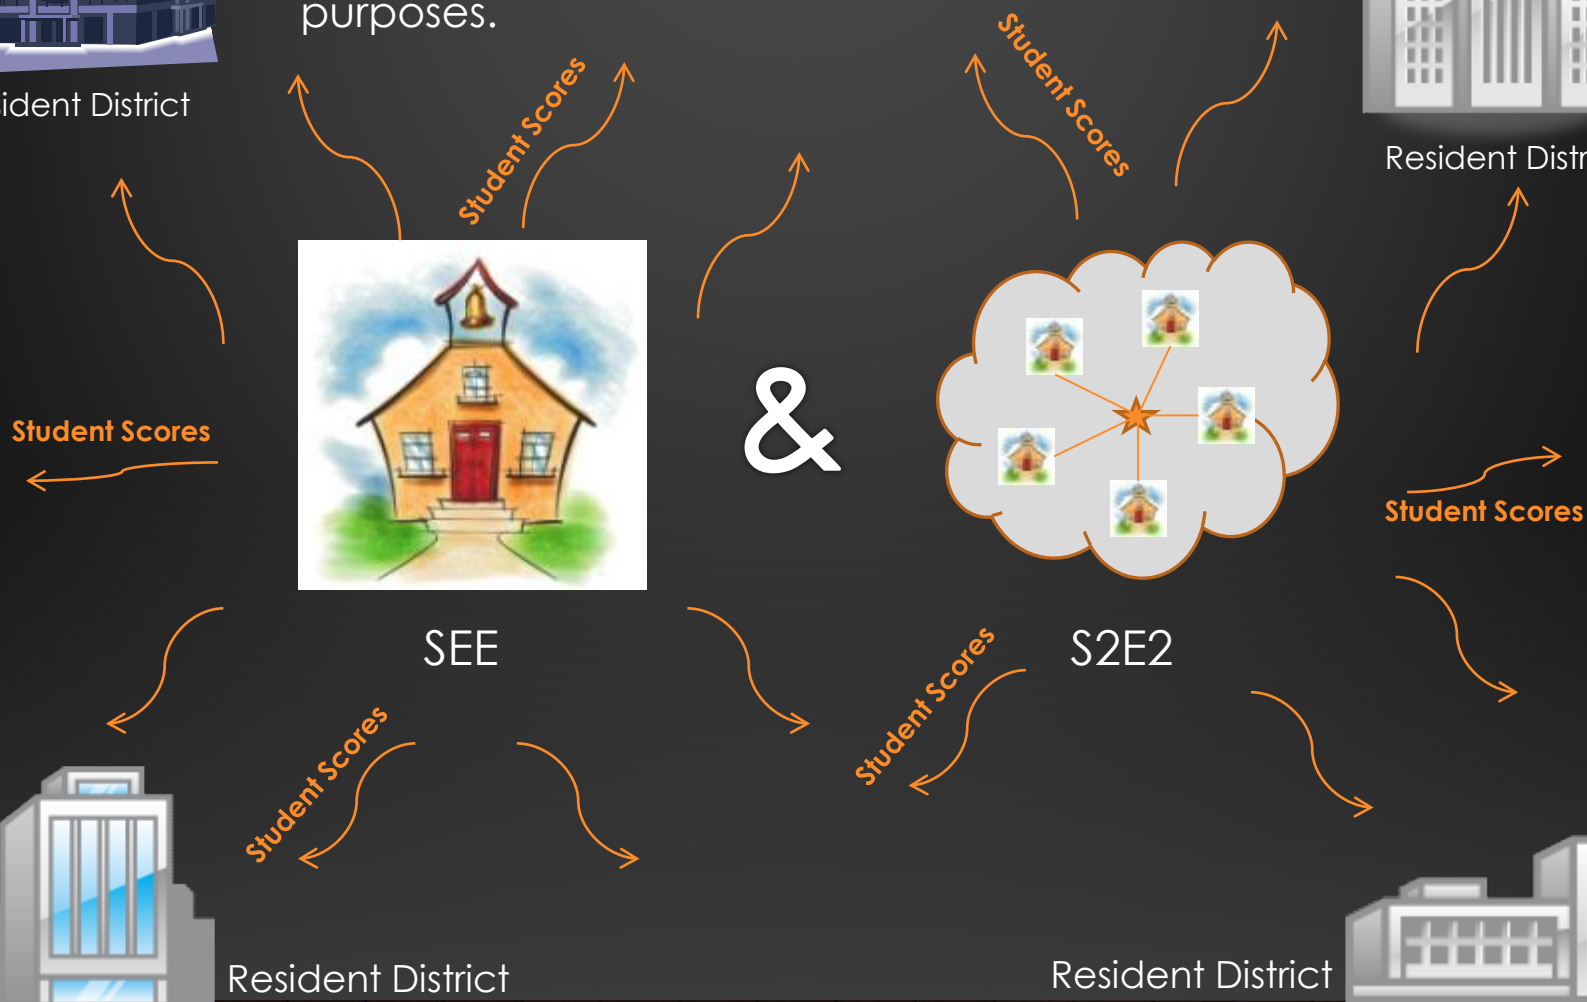 purposes.
Student Scores
Student Scores
sident District
Resident Distr
&
Student Scores
Student Scores
SEE
S2E2
Student Scores
Student Scores
Resident District
Resident District